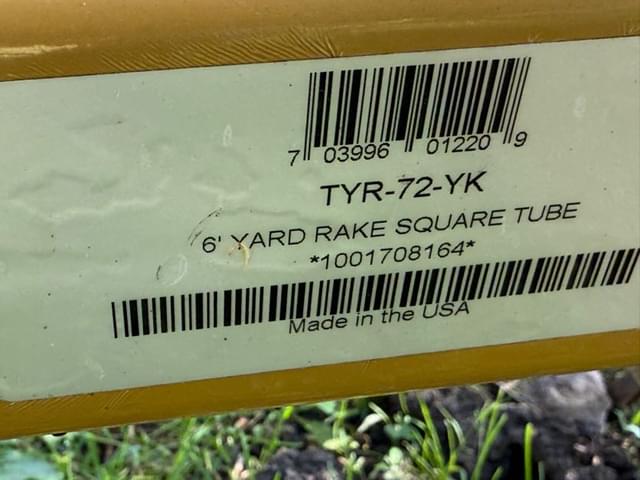 7 03996 01220 9
TYR-72-YK
6' YARD RAKE SQUARE TUBE
*1001708164*
Made in the USA